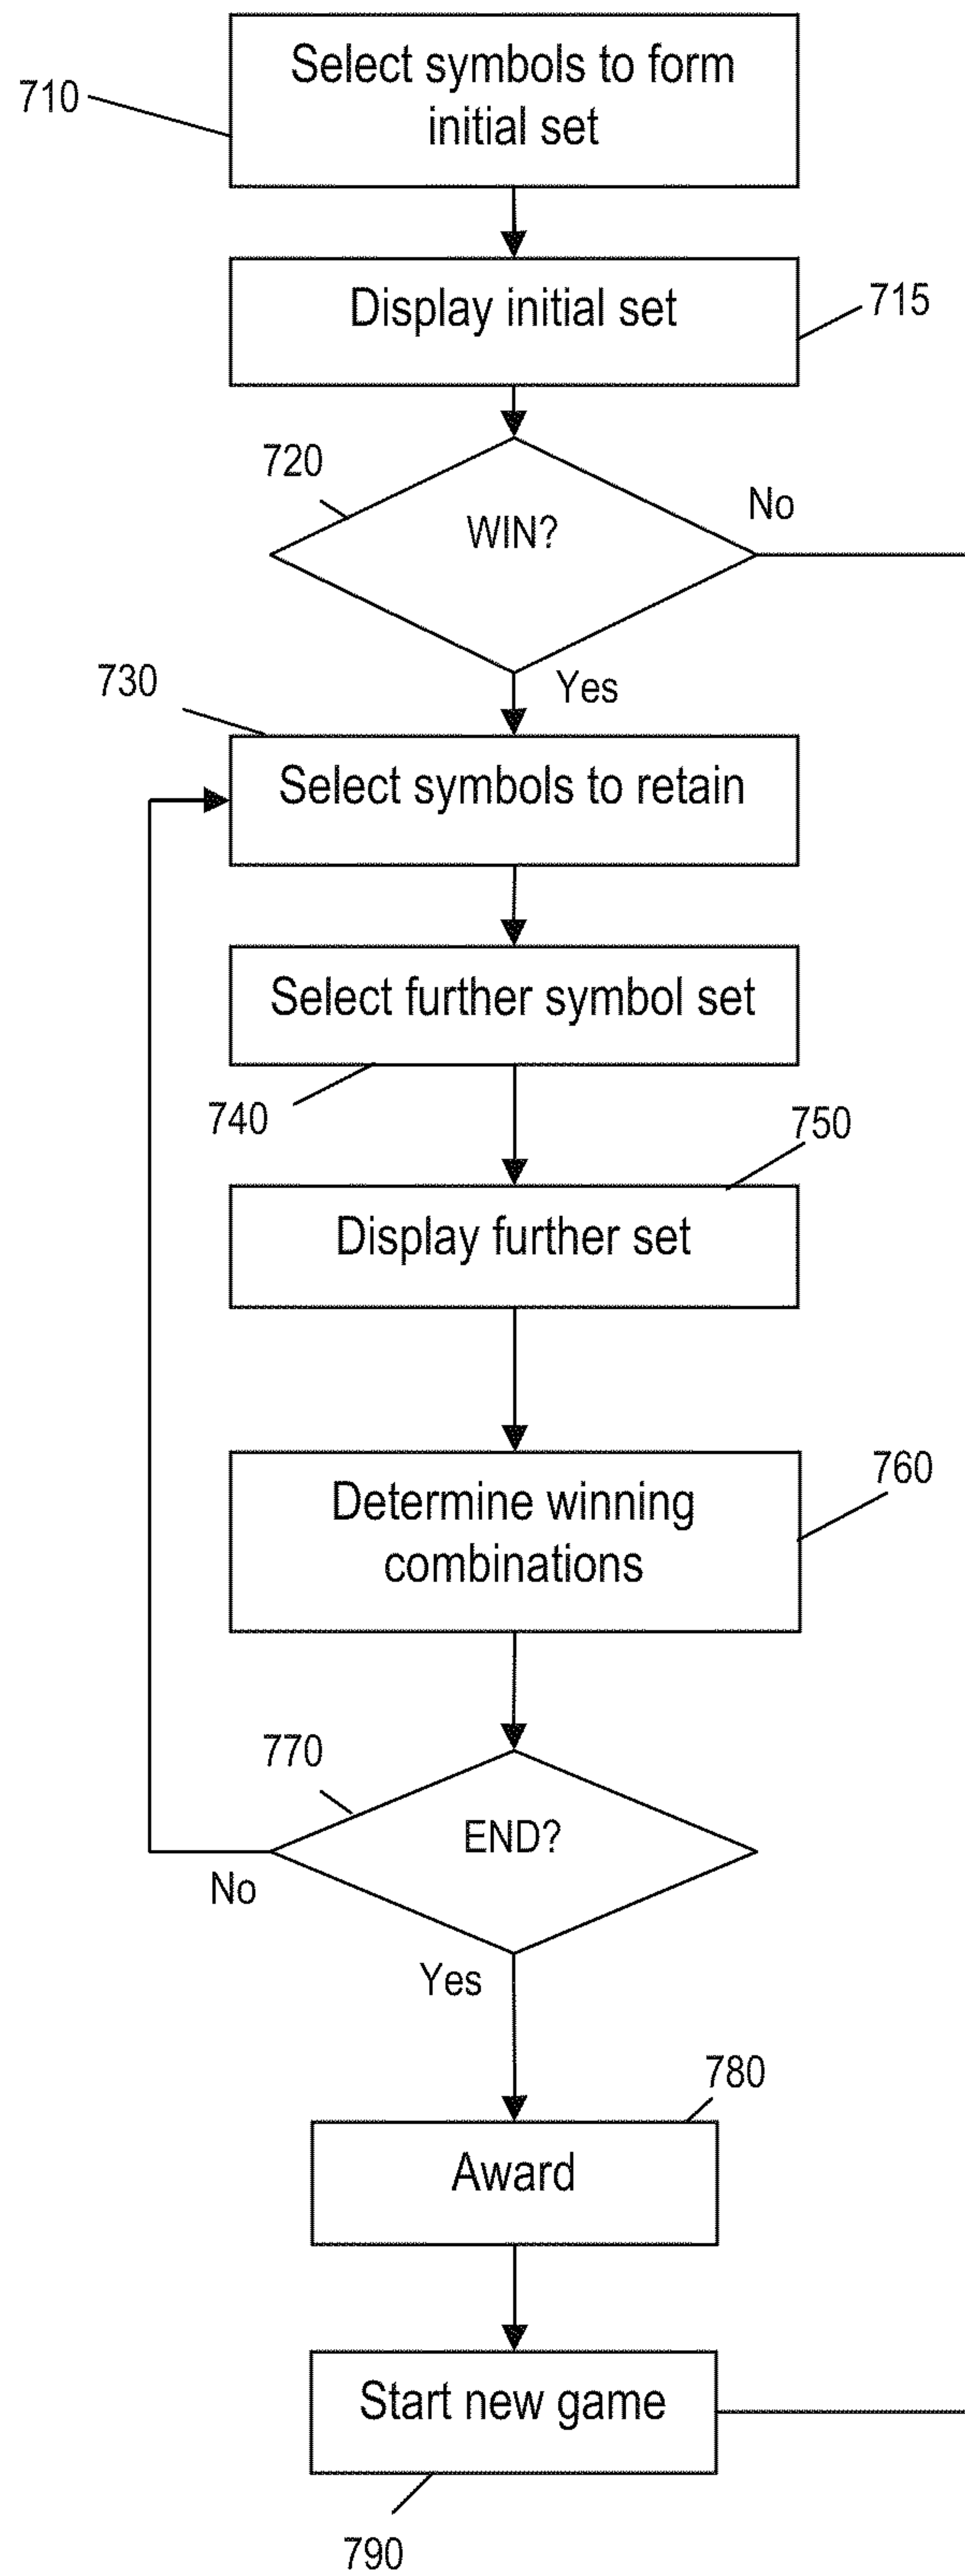 Select symbols to form
initial set
710
Display initial set
715
720
WIN?
No
Yes
730
Select symbols to retain
Select further symbol set
740
750
Display further set
Determine winning
combinations
760
770
END?
No
Yes
780
Award
Start new game
790